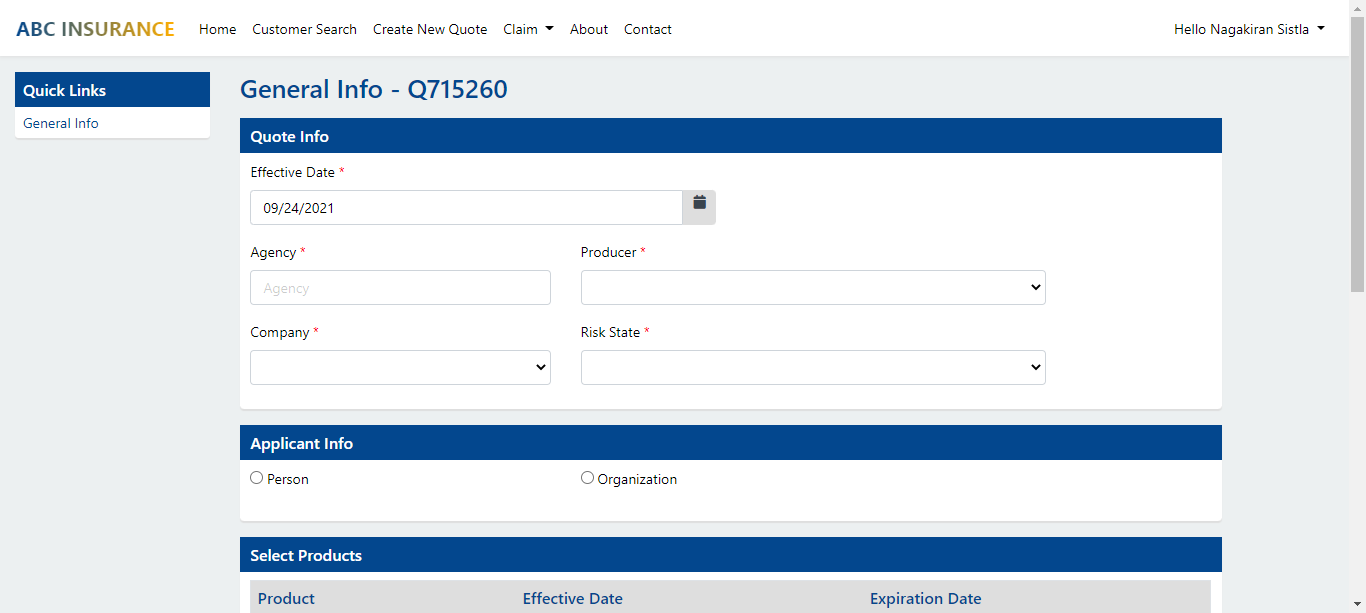 ABC INSURANCE Home Customer Search Create New Quote Claim About Contact Hello Nagakiran Sistla
Quick Links
General Info
General Info - Q715260
Quote Info
Effective Date *
09/24/2021
Agency * Producer *
Agency
Company * Risk State *
Applicant Info
Person Organization
Select Products
Product Effective Date Expiration Date